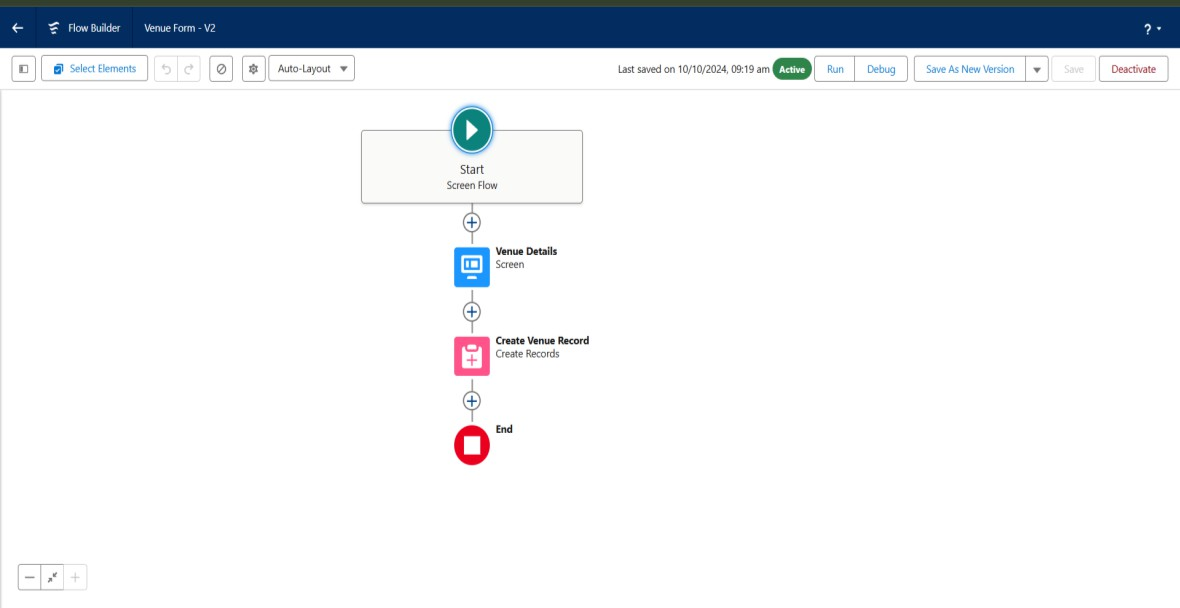 Flow Builder
Venue Form - V2
?
Select Elements
Auto-Layout
Last saved on 10/10/2024, 09:19 am
Active
Run
Debug
Save As New Version
Save
Deactivate
Start
Screen Flow
Venue Details
Screen
Create Venue Record
Create Records
End